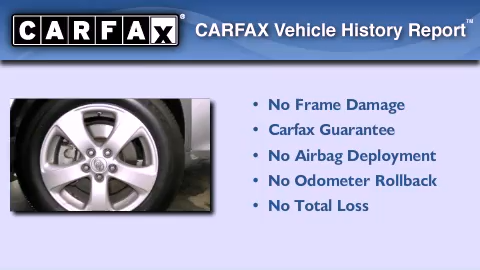 CARFAX® CARFAX Vehicle History Report™
• No Frame Damage
• Carfax Guarantee
• No Airbag Deployment
• No Odometer Rollback
• No Total Loss